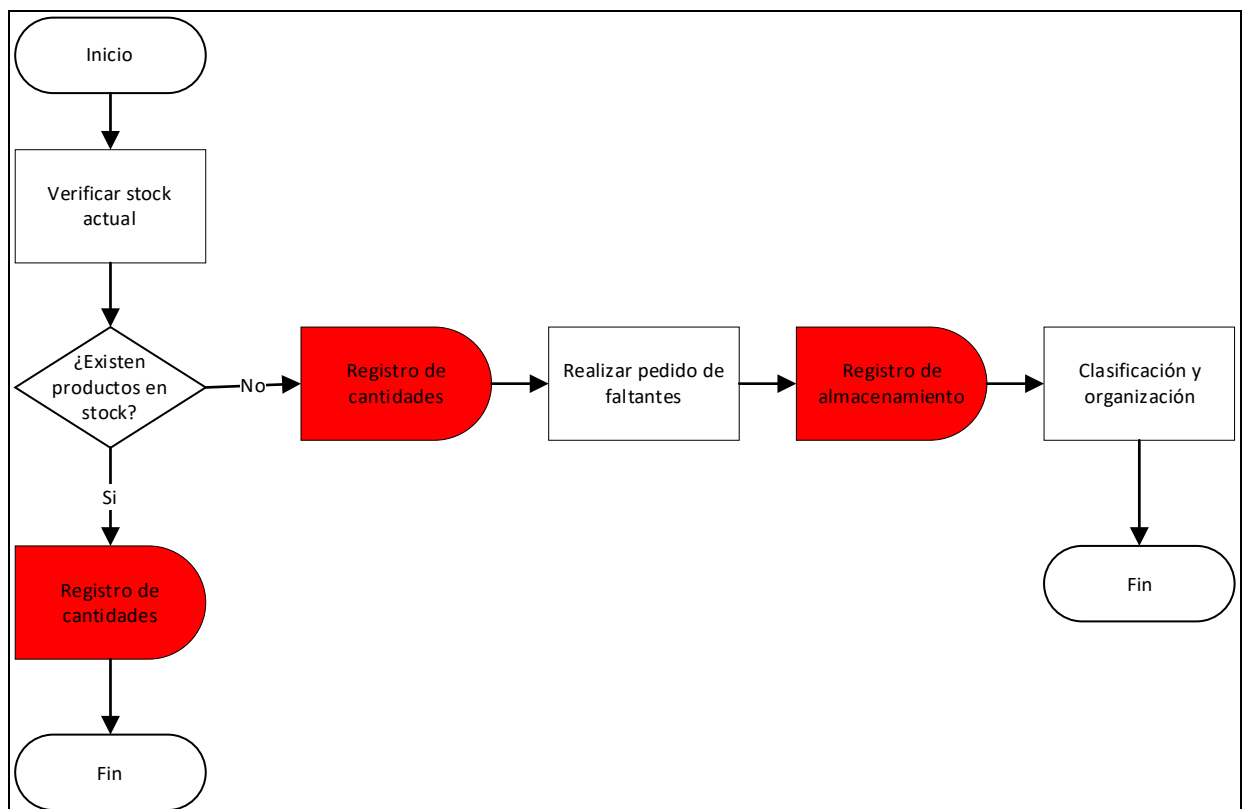 Inicio
Verificar stock
actual
¿Existen
productos en
stock?
No
Registro de
cantidades
Realizar pedido de
faltantes
Registro de
almacenamiento
Clasificación y
organización
Fin
Si
Registro de
cantidades
Fin